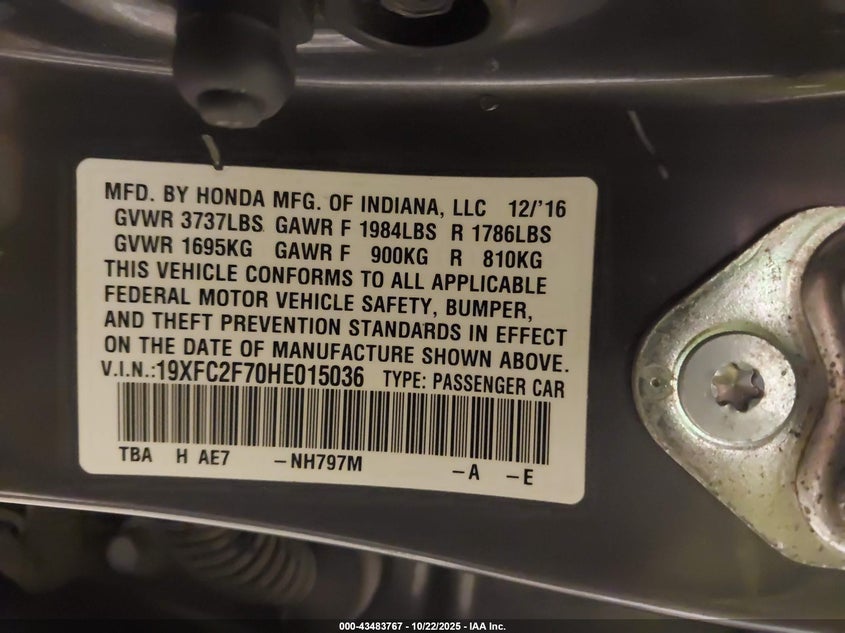 MFD. BY HONDA MFG. OF INDIANA, LLC 12/'16
GVWR 3737LBS GAWR F 1984LBS R 1786LBS
GVWR 1695KG GAWR F 900KG R 810KG
THIS VEHICLE CONFORMS TO ALL APPLICABLE
FEDERAL MOTOR VEHICLE SAFETY, BUMPER,
AND THEFT PREVENTION STANDARDS IN EFFECT
ON THE DATE OF MANUFACTURE SHOWN ABOVE.
V.I.N.:19XFC2F70HE015036 TYPE: PASSENGER CAR
TBA H AE7 -NH797M -A -E
000-43483767 - 10/22/2025 - IAA Inc.